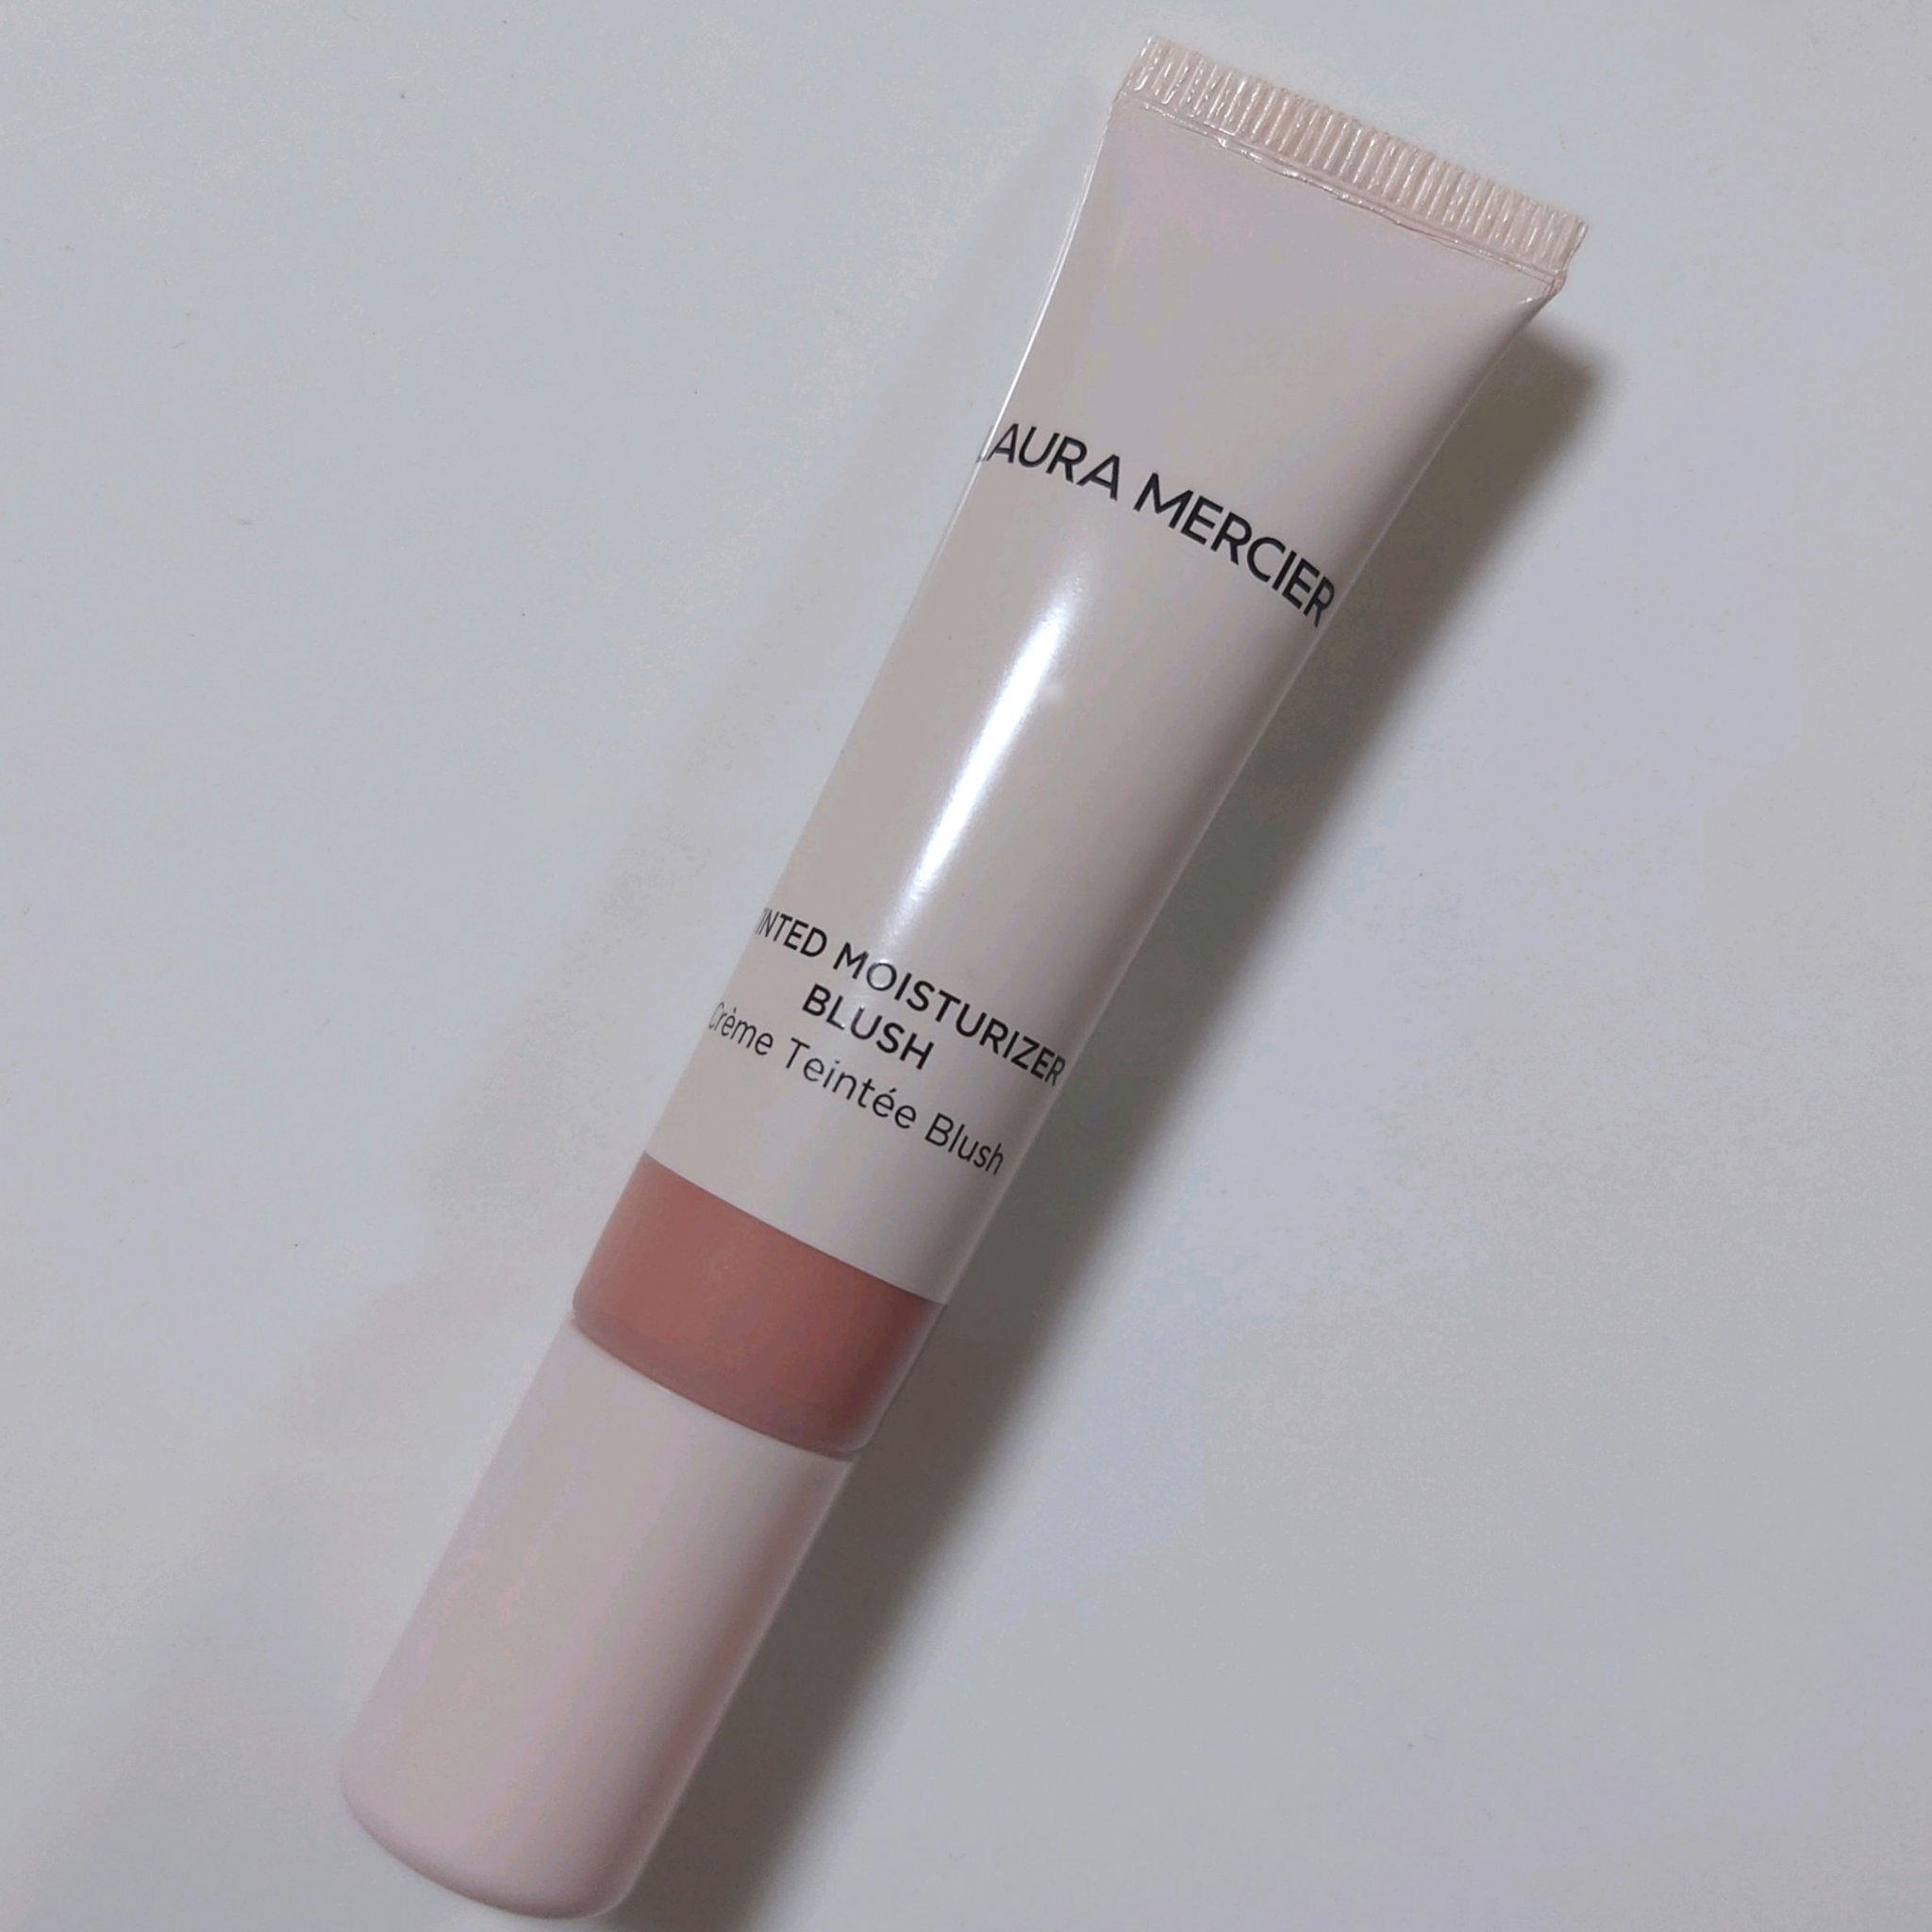 LAURA MERCIER
TINTED MOISTURIZER
BLUSH
Crème Teintée Blush